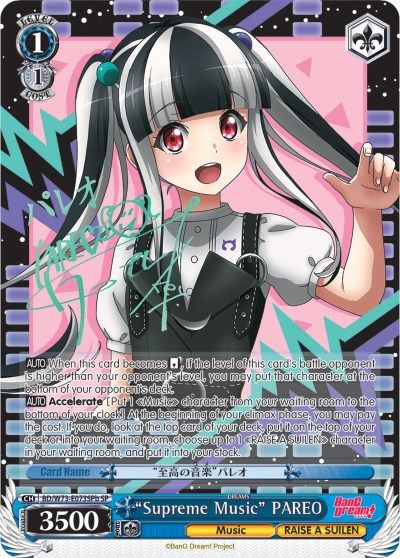 LEVEL
1
1
COST
パレオ
PAREO
[AUTO] When this card becomes , if the level of this card's battle opponent
is higher than your opponent's level, you may put that character at the
bottom of your opponent's deck.
[AUTO] Accelerate [Put 1 <Music> character from your waiting room to the
bottom of your clock] At the beginning of your climax phase, you may pay
the cost. If you do, look at the top card of your deck, put it on the top of your
deck or into your waiting room, choose up to 1 <RAISE A SUILEN> character
in your waiting room, and put it into your stock.
Card Name
“至高の音楽”パレオ
CH BD/W73-E073SPb SP
3500
DREAMS
“Supreme Music” PAREO
BanG Dream!
Music
RAISE A SUILEN
©BanG Dream! Project